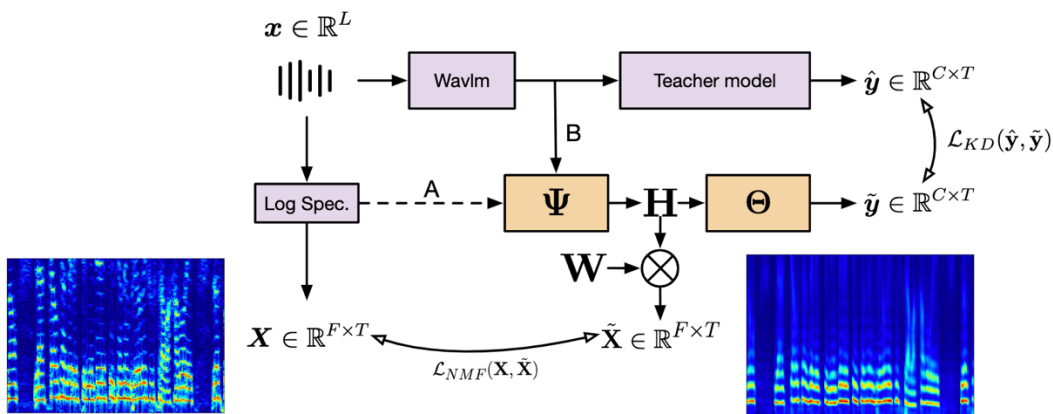 x ∈ ℝ^L
Wavlm
Teacher model
ŷ ∈ ℝ^{C×T}
B
𝓛_{KD}(ŷ, ỹ)
Log Spec.
A
Ψ
H
Θ
ỹ ∈ ℝ^{C×T}
W
⊗
X ∈ ℝ^{F×T}
X̃ ∈ ℝ^{F×T}
𝓛_{NMF}(X, X̃)